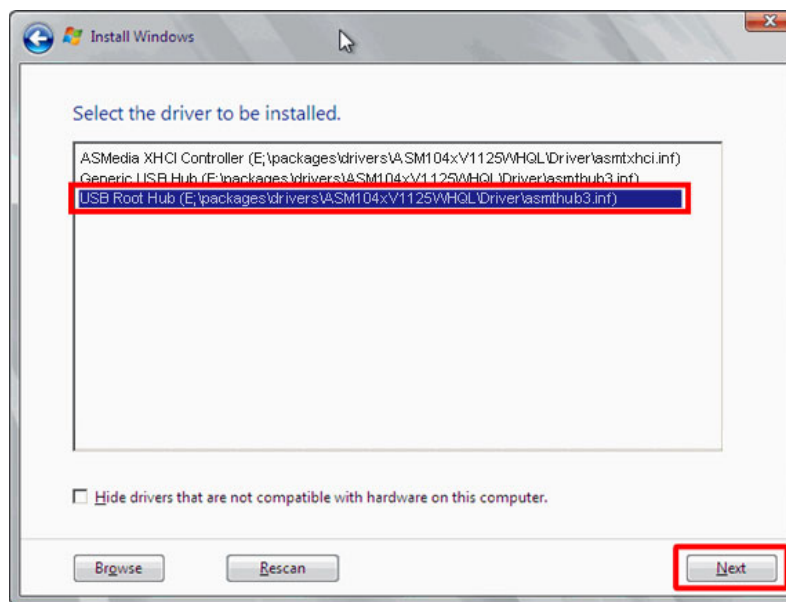 Install Windows
Select the driver to be installed.
ASMedia XHCI Controller (E;\packages\drivers\ASM104xV1125WHQL\Driver\asmtxhci.inf)
Generic USB Hub (E;\packages\drivers\ASM104xV1125WHQL\Driver\asmthub3.inf)
USB Root Hub (E;\packages\drivers\ASM104xV1125WHQL\Driver\asmthub3.inf)
Hide drivers that are not compatible with hardware on this computer.
Browse Rescan Next